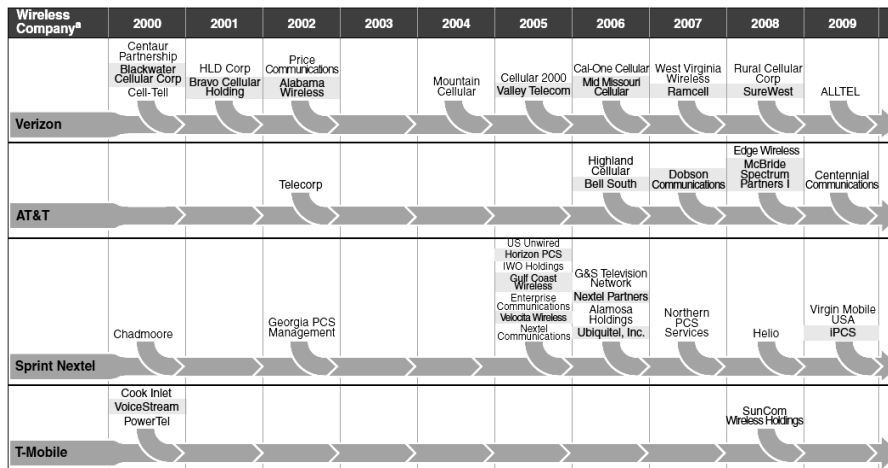 Wireless
Companyª 2000 2001 2002 2003 2004 2005 2006 2007 2008 2009
Centaur
Partnership
Blackwater
Cellular Corp
Cell-Tell
HLD Corp
Bravo Cellular
Holding
Price
Communications
Alabama
Wireless
Mountain
Cellular
Cellular 2000
Valley Telecom
Cal-One Cellular
Mid Missouri
Cellular
West Virginia
Wireless
Ramcell
Rural Cellular
Corp
SureWest
ALLTEL
Verizon
Telecorp
Highland
Cellular
Bell South
Dobson
Communications
Edge Wireless
McBride
Spectrum
Partners I
Centennial
Communications
AT&T
Chadmoore
Georgia PCS
Management
US Unwired
Horizon PCS
IWO Holdings
Gulf Coast
Wireless
Enterprise
Communications
Velocita Wireless
Nextel
Communications
G&S Television
Network
Nextel Partners
Alamosa
Holdings
Ubiquitel, Inc.
Northern
PCS
Services
Helio
Virgin Mobile
USA
iPCS
Sprint Nextel
Cook Inlet
VoiceStream
PowerTel
SunCom
Wireless Holdings
T-Mobile